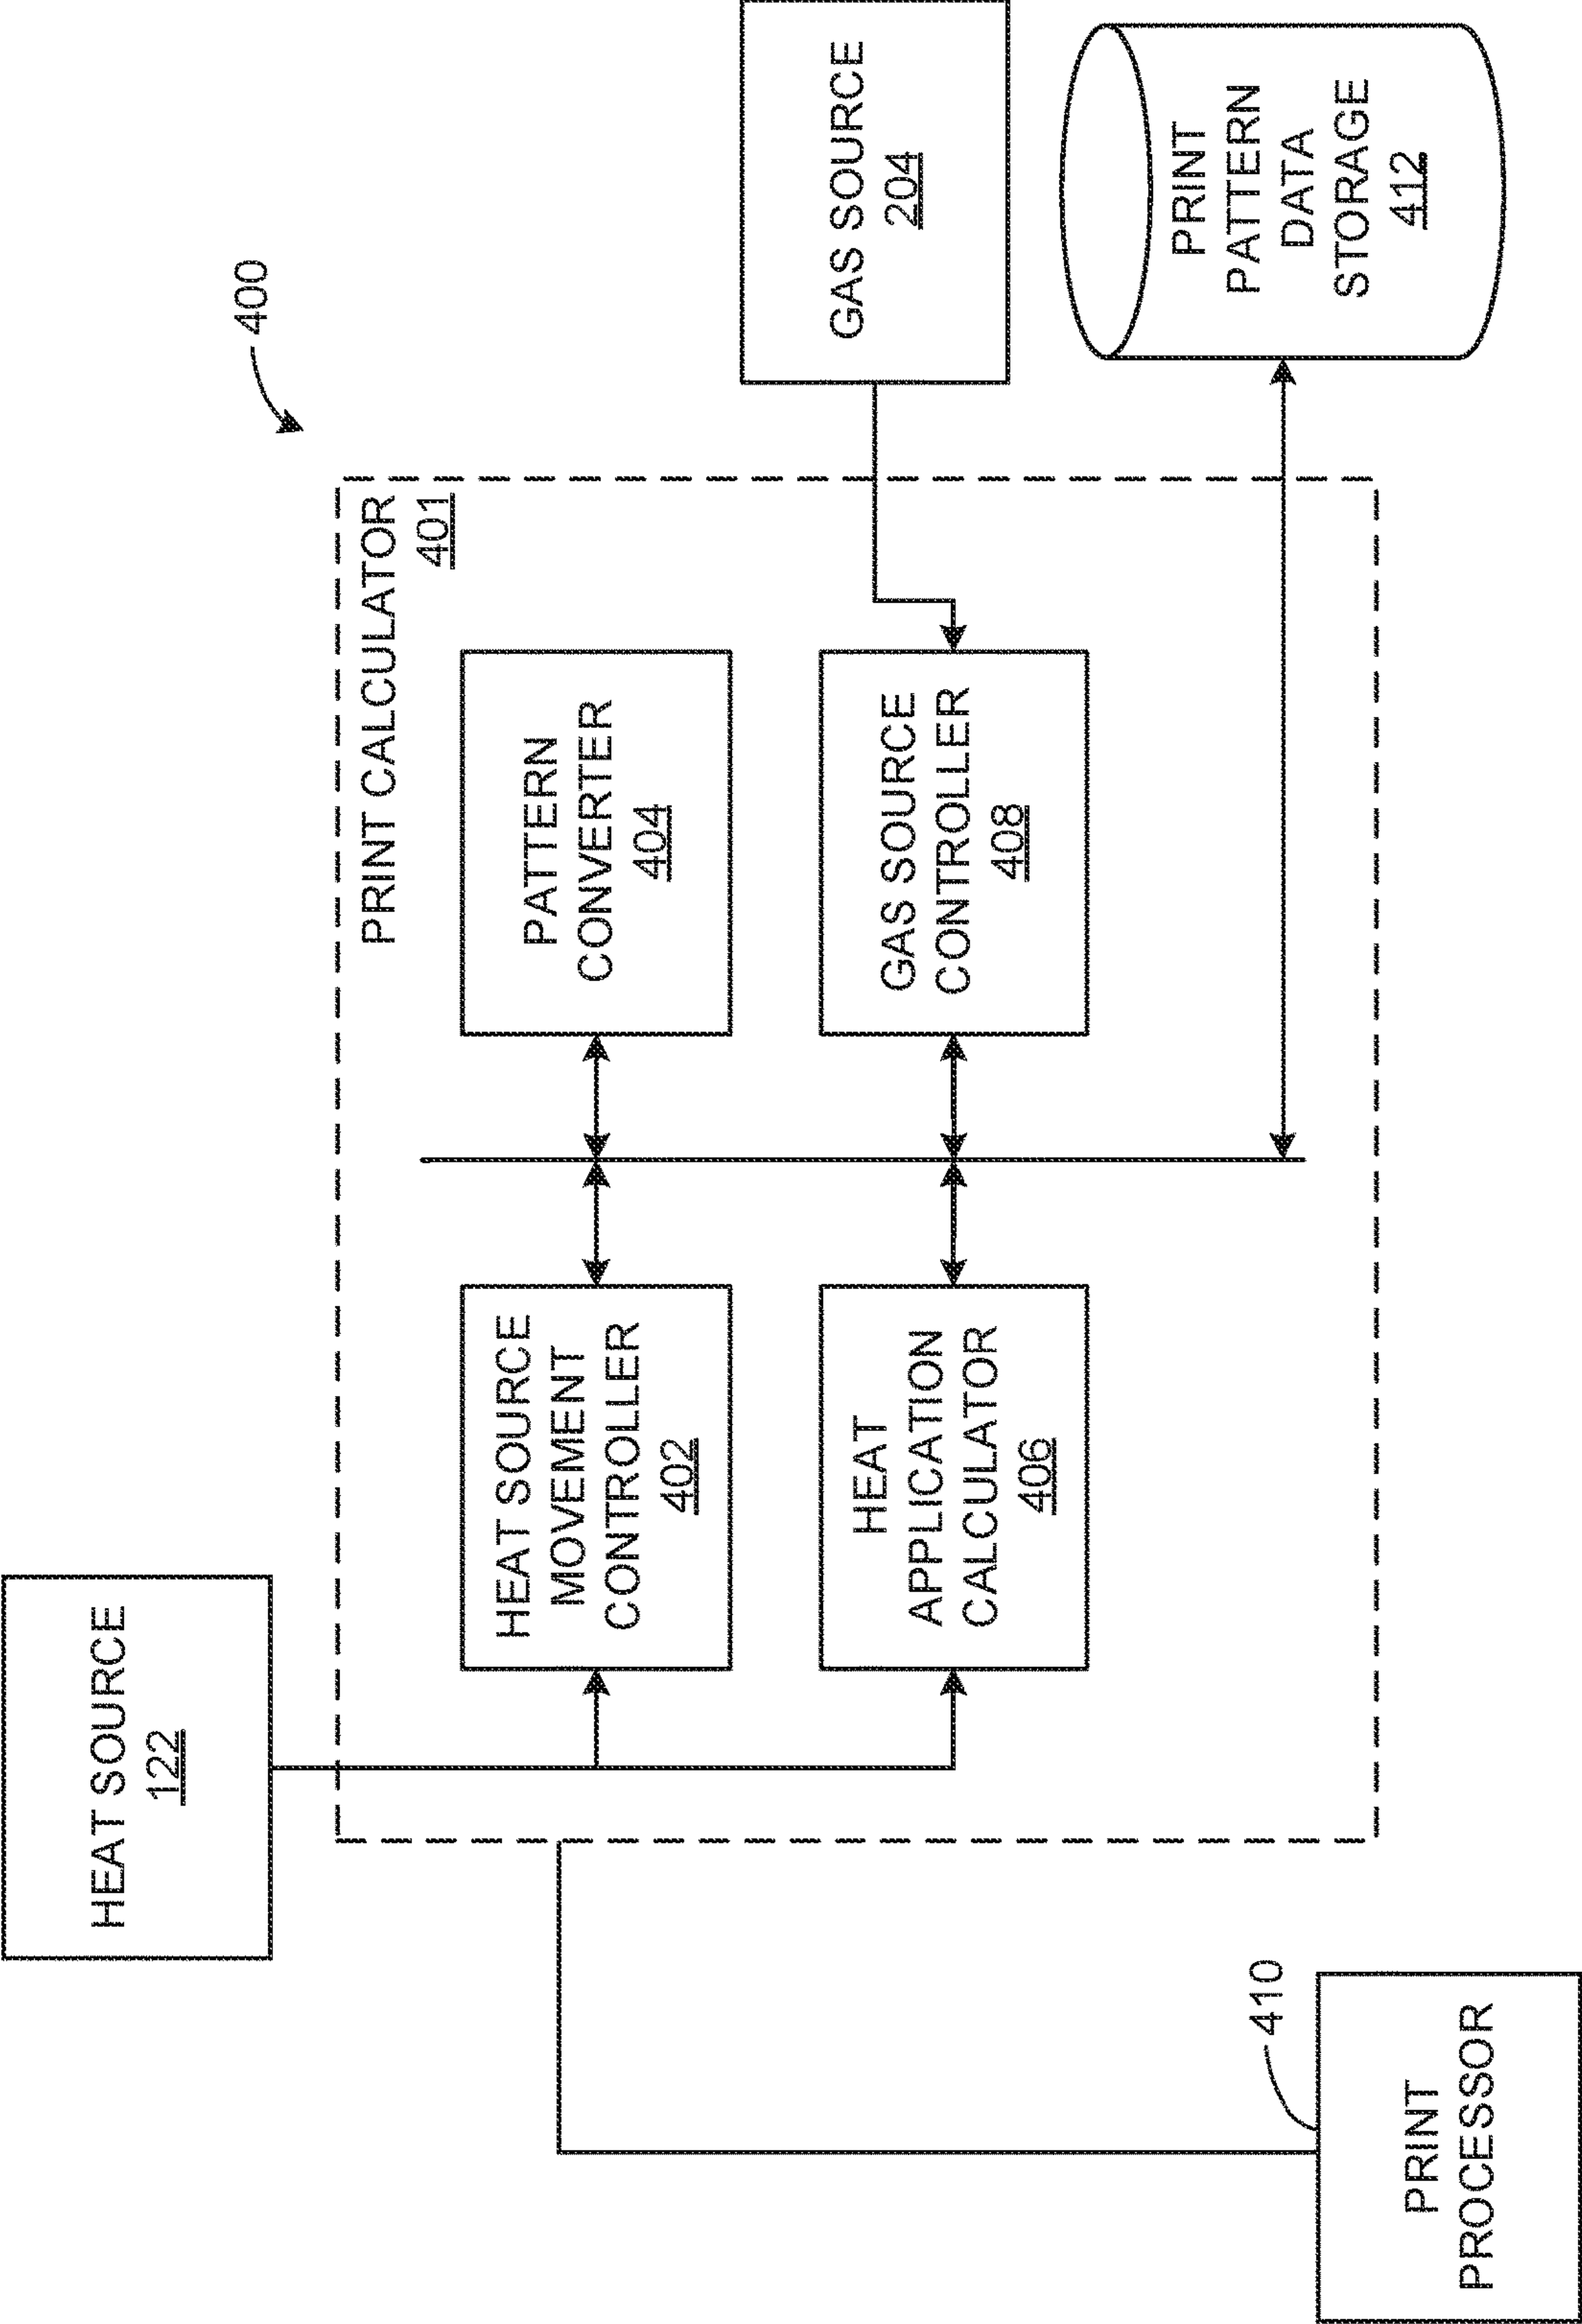 400
HEAT SOURCE
122
PRINT CALCULATOR
401
HEAT SOURCE
MOVEMENT
CONTROLLER
402
PATTERN
CONVERTER
404
HEAT
APPLICATION
CALCULATOR
406
GAS SOURCE
CONTROLLER
408
GAS SOURCE
204
410
PRINT
PROCESSOR
PRINT
PATTERN
DATA
STORAGE
412